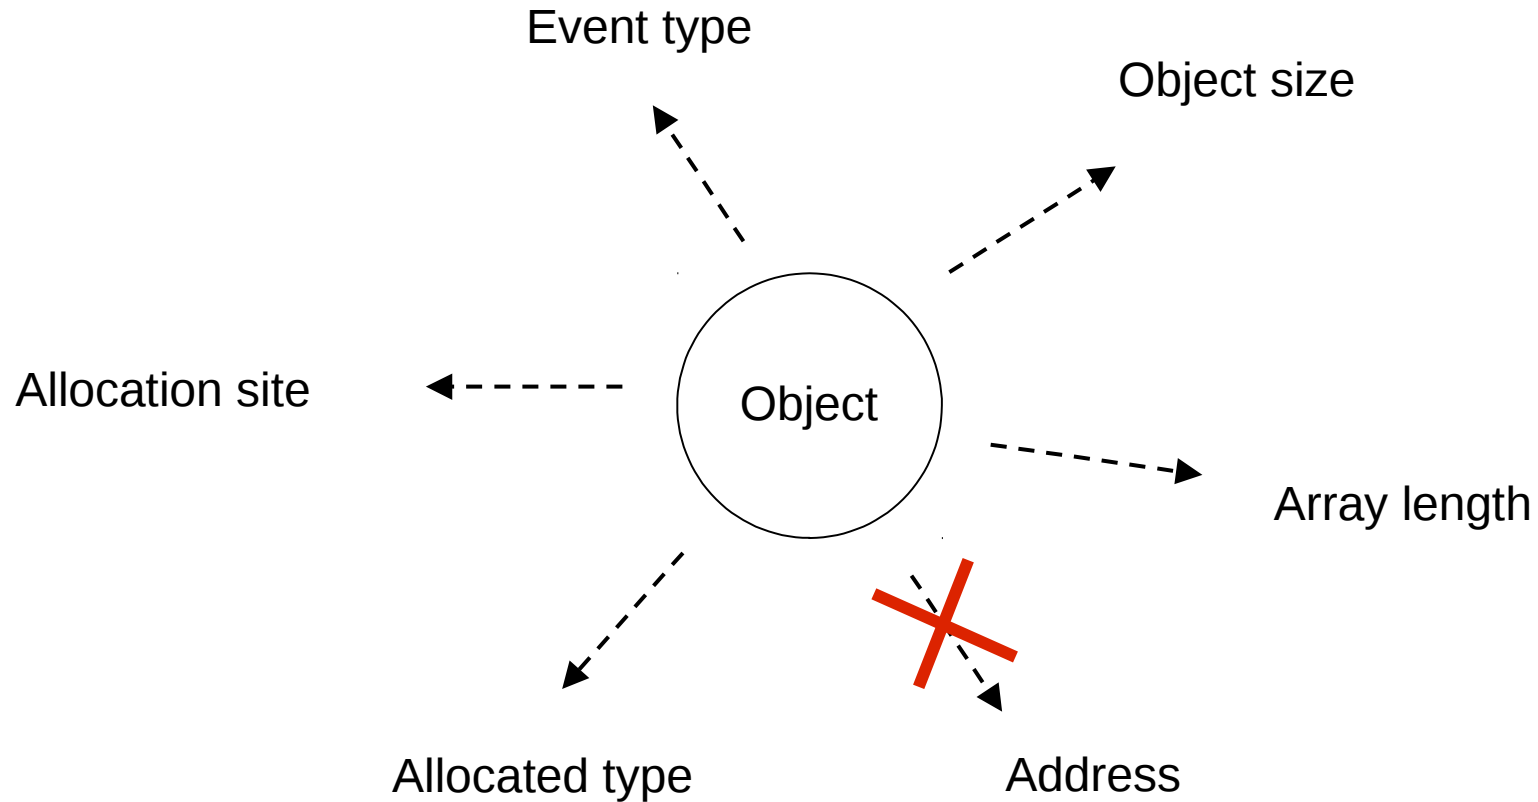 Event type
Object size
Allocation site
Object
Array length
Allocated type
Address